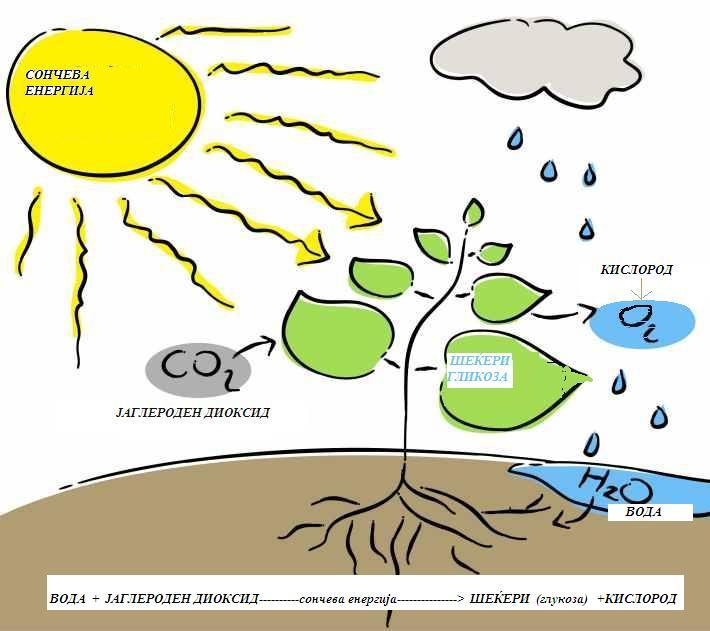 СОНЧЕВА
ЕНЕРГИЈА
КИСЛОРОД
O2
ШЕЌЕРИ
ГЛИКОЗА
CO2
ЈАГЛЕРОДЕН ДИОКСИД
H2O
ВОДА
ВОДА + ЈАГЛЕРОДЕН ДИОКСИД----------сончева енергија---------------> ШЕЌЕРИ (глукоза) +КИСЛОРОД